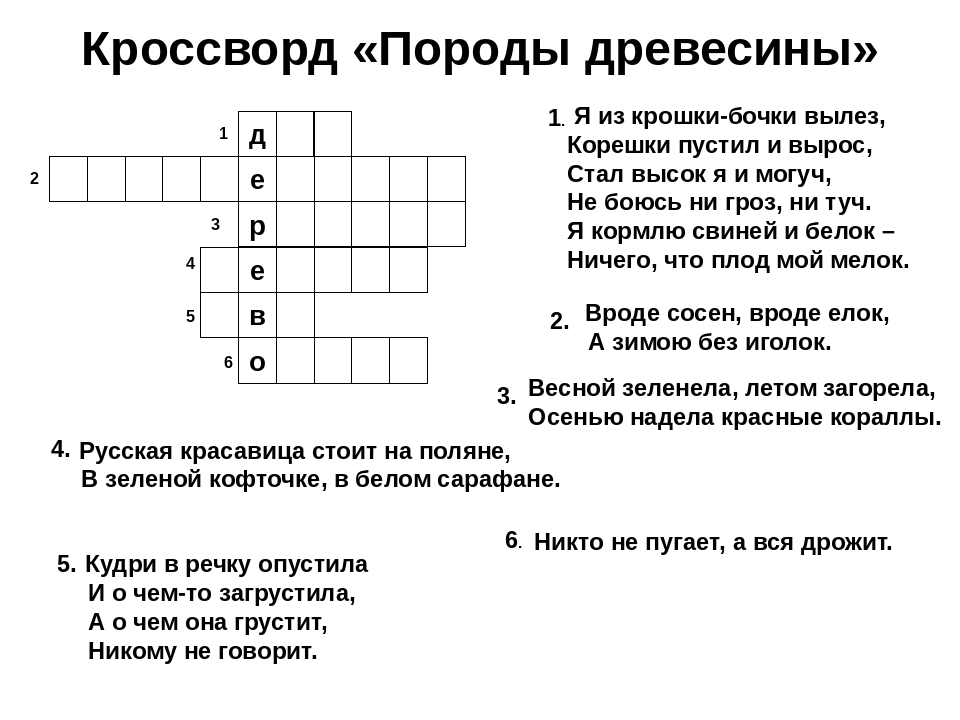 Кроссворд «Породы древесины»
1 д
2 е
3 р
4 е
5 в
6 о
1. Я из крошки-бочки вылез,
Корешки пустил и вырос,
Стал высок я и могуч,
Не боюсь ни гроз, ни туч.
Я кормлю свиней и белок –
Ничего, что плод мой мелок.
2. Вроде сосен, вроде елок,
А зимою без иголок.
3. Весной зеленела, летом загорела,
Осенью надела красные кораллы.
4. Русская красавица стоит на поляне,
В зеленой кофточке, в белом сарафане.
5. Кудри в речку опустила
И о чем-то загрустила,
А о чем она грустит,
Никому не говорит.
6. Никто не пугает, а вся дрожит.